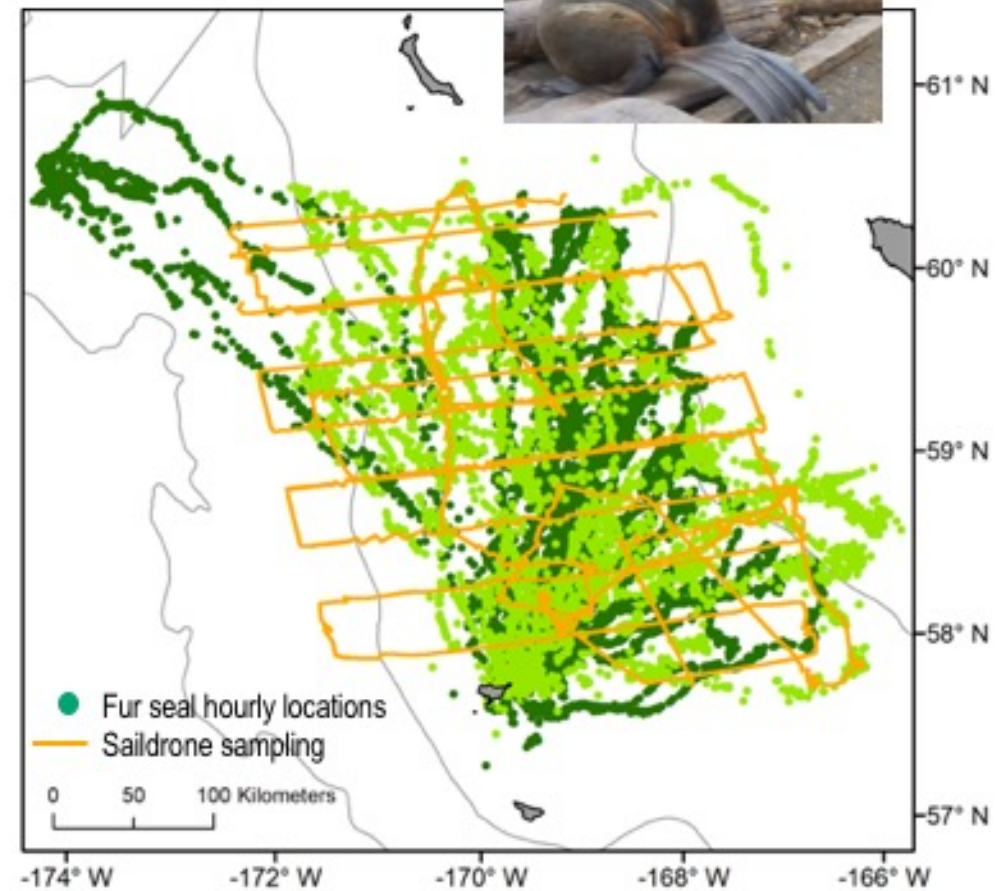 61° N
60° N
59° N
58° N
57° N
Fur seal hourly locations
Saildrone sampling
0 50 100 Kilometers
-174° W -172° W -170° W -168° W -166° W